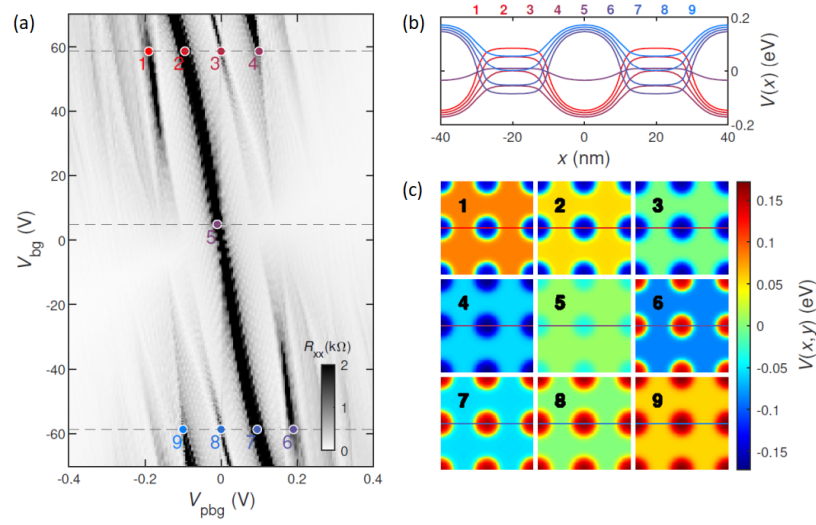 (a)
60
40
20
0
-20
-40
-60
V_bg (V)
-0.4
-0.2
0
0.2
0.4
V_pbg (V)
1
2
3
4
5
9
8
7
6
R_xx (kΩ)
2
1
0
(b)
1 2 3 4 5 6 7 8 9
0.2
0
-0.2
V(x) (eV)
-40 -20 0 20 40
x (nm)
(c)
1 2 3
4 5 6
7 8 9
0.15
0.1
0.05
0
-0.05
-0.1
-0.15
V(x,y) (eV)